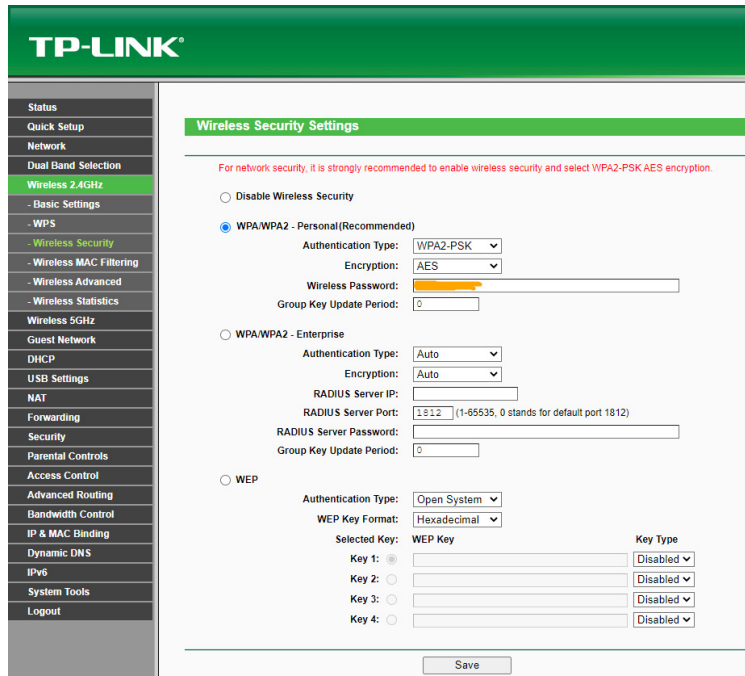 TP-LINK®
Status
Quick Setup
Network
Dual Band Selection
Wireless 2.4GHz
- Basic Settings
- WPS
- Wireless Security
- Wireless MAC Filtering
- Wireless Advanced
- Wireless Statistics
Wireless 5GHz
Guest Network
DHCP
USB Settings
NAT
Forwarding
Security
Parental Controls
Access Control
Advanced Routing
Bandwidth Control
IP & MAC Binding
Dynamic DNS
IPv6
System Tools
Logout
Wireless Security Settings
For network security, it is strongly recommended to enable wireless security and select WPA2-PSK AES encryption.
Disable Wireless Security
WPA/WPA2 - Personal(Recommended)
Authentication Type: WPA2-PSK
Encryption: AES
Wireless Password:
Group Key Update Period: 0
WPA/WPA2 - Enterprise
Authentication Type: Auto
Encryption: Auto
RADIUS Server IP:
RADIUS Server Port: 1812 (1-65535, 0 stands for default port 1812)
RADIUS Server Password:
Group Key Update Period: 0
WEP
Authentication Type: Open System
WEP Key Format: Hexadecimal
Selected Key: WEP Key Key Type
Key 1: Disabled
Key 2: Disabled
Key 3: Disabled
Key 4: Disabled
Save